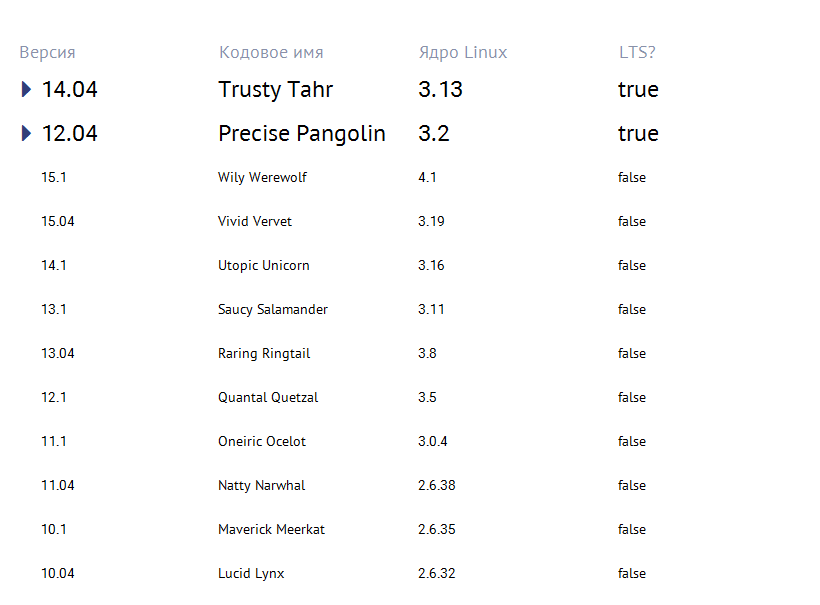 Версия Кодовое имя Ядро Linux LTS?
14.04 Trusty Tahr 3.13 true
12.04 Precise Pangolin 3.2 true
15.1 Wily Werewolf 4.1 false
15.04 Vivid Vervet 3.19 false
14.1 Utopic Unicorn 3.16 false
13.1 Saucy Salamander 3.11 false
13.04 Raring Ringtail 3.8 false
12.1 Quantal Quetzal 3.5 false
11.1 Oneiric Ocelot 3.0.4 false
11.04 Natty Narwhal 2.6.38 false
10.1 Maverick Meerkat 2.6.35 false
10.04 Lucid Lynx 2.6.32 false